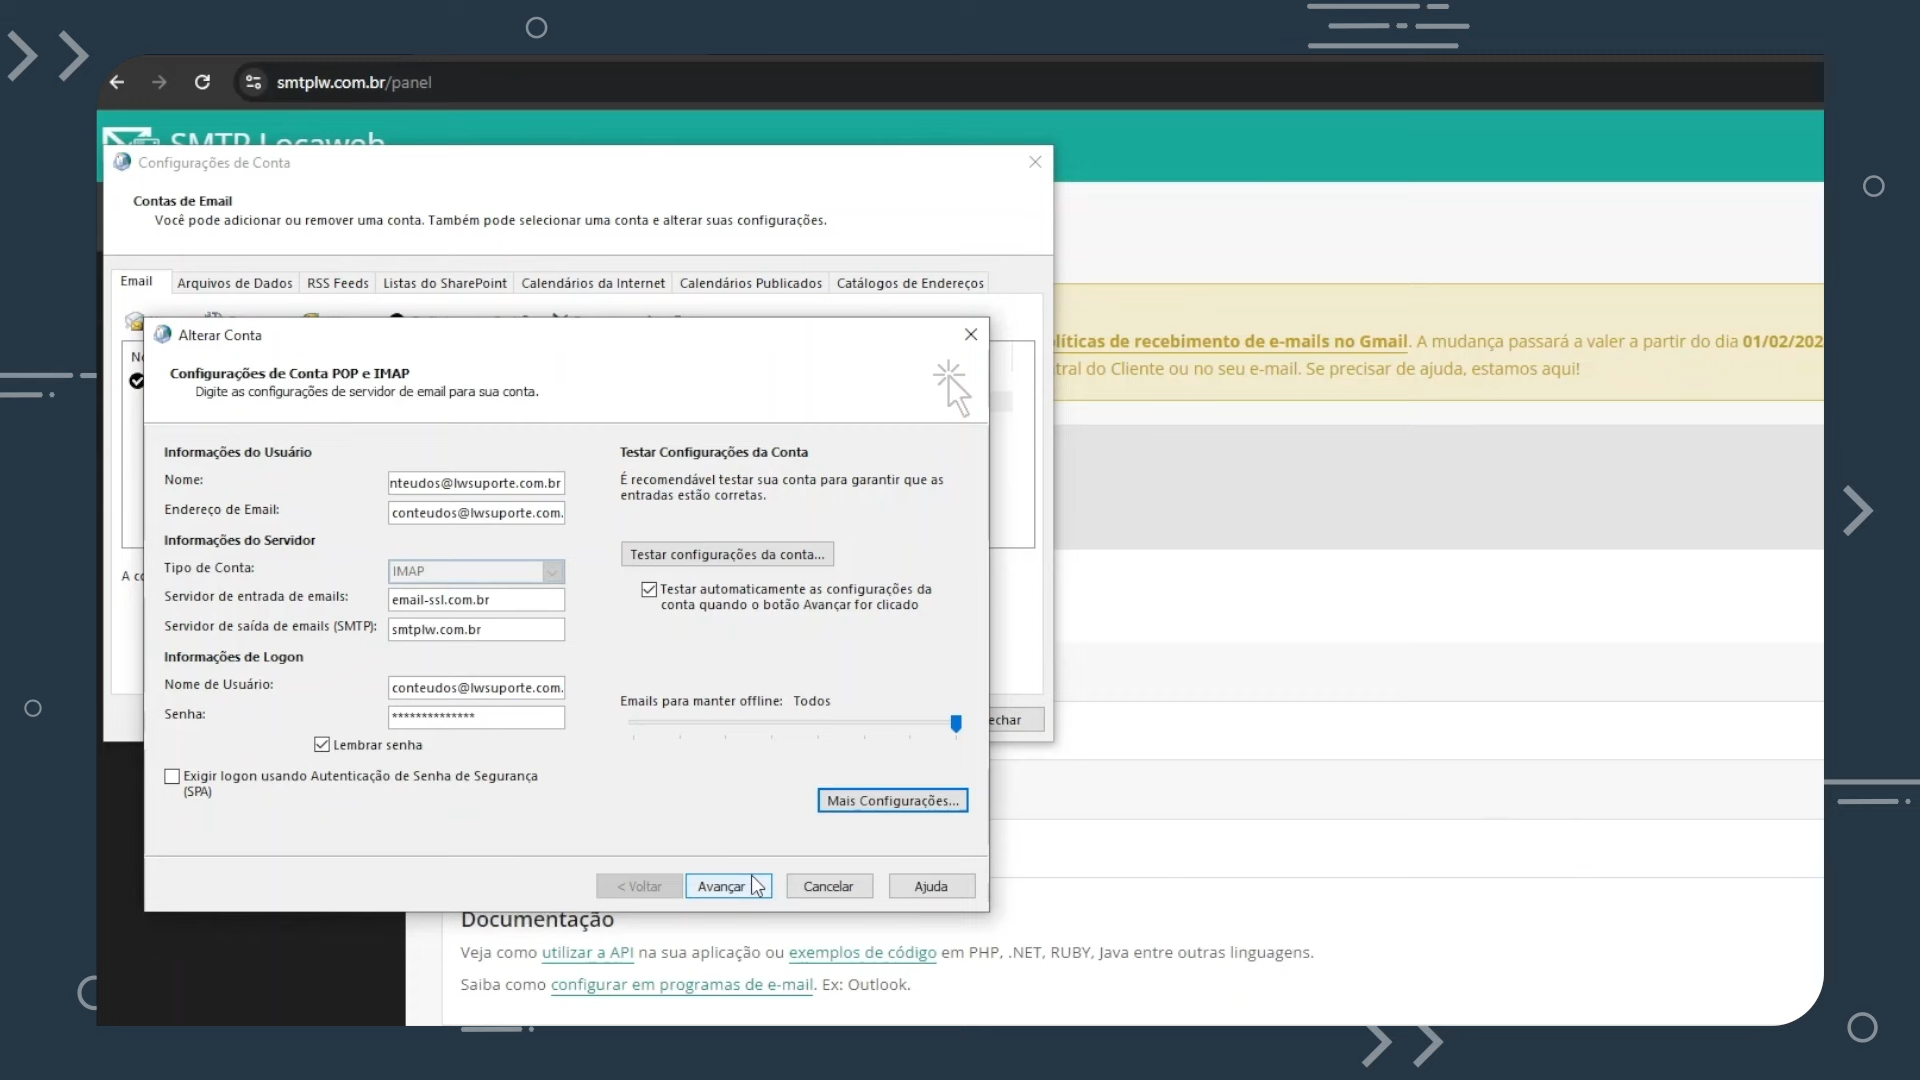 smtplw.com.br/panel
SMTP Locaweb
Configurações de Conta
Contas de Email
Você pode adicionar ou remover uma conta. Também pode selecionar uma conta e alterar suas configurações.
Email
Arquivos de Dados
RSS Feeds
Listas do SharePoint
Calendários da Internet
Calendários Publicados
Catálogos de Endereços
líticas de recebimento de e-mails no Gmail. A mudança passará a valer a partir do dia 01/02/202
tral do Cliente ou no seu e-mail. Se precisar de ajuda, estamos aqui!
Alterar Conta
Configurações de Conta POP e IMAP
Digite as configurações de servidor de email para sua conta.
Informações do Usuário
Nome:
nteudos@lwsuporte.com.br
Endereço de Email:
conteudos@lwsuporte.com.
Informações do Servidor
Tipo de Conta:
IMAP
Servidor de entrada de emails:
email-ssl.com.br
Servidor de saída de emails (SMTP):
smtplw.com.br
Informações de Logon
Nome de Usuário:
conteudos@lwsuporte.com.
Senha:
**************
Lembrar senha
Exigir logon usando Autenticação de Senha de Segurança
(SPA)
Testar Configurações da Conta
É recomendável testar sua conta para garantir que as
entradas estão corretas.
Testar configurações da conta...
Testar automaticamente as configurações da
conta quando o botão Avançar for clicado
Emails para manter offline: Todos
Mais Configurações...
echar
< Voltar
Avançar
Cancelar
Ajuda
Documentação
Veja como utilizar a API na sua aplicação ou exemplos de código em PHP, .NET, RUBY, Java entre outras linguagens.
Saiba como configurar em programas de e-mail. Ex: Outlook.